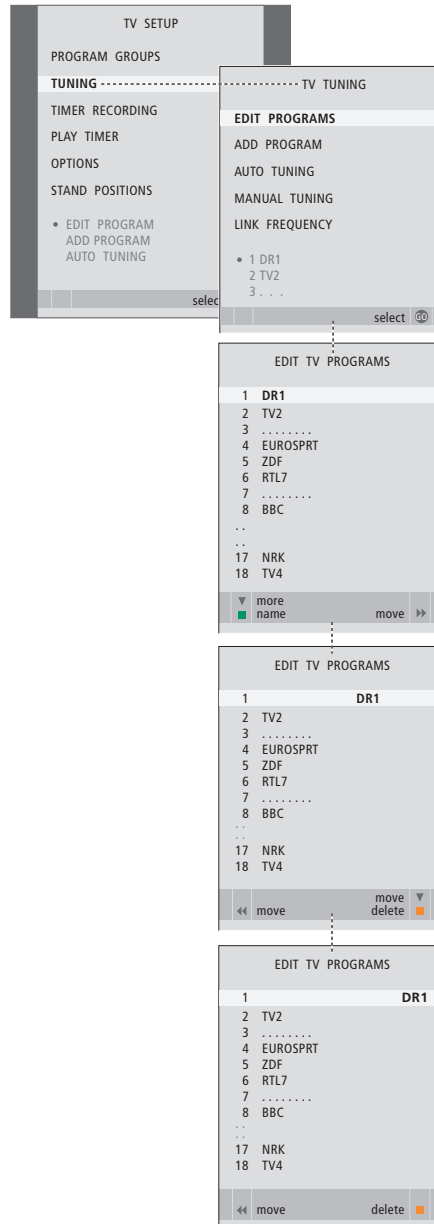 TV SETUP
PROGRAM GROUPS
TUNING
TIMER RECORDING
PLAY TIMER
OPTIONS
STAND POSITIONS
• EDIT PROGRAM
ADD PROGRAM
AUTO TUNING
selec
TV TUNING
EDIT PROGRAMS
ADD PROGRAM
AUTO TUNING
MANUAL TUNING
LINK FREQUENCY
• 1 DR1
2 TV2
3 . . .
select GO
EDIT TV PROGRAMS
1 DR1
2 TV2
3 ........
4 EUROSPRT
5 ZDF
6 RTL7
7 ........
8 BBC
. .
. .
17 NRK
18 TV4
more
name move
EDIT TV PROGRAMS
1 DR1
2 TV2
3 ........
4 EUROSPRT
5 ZDF
6 RTL7
7 ........
8 BBC
. .
. .
17 NRK
18 TV4
move
move delete
EDIT TV PROGRAMS
1 DR1
2 TV2
3 ........
4 EUROSPRT
5 ZDF
6 RTL7
7 ........
8 BBC
. .
. .
17 NRK
18 TV4
move delete